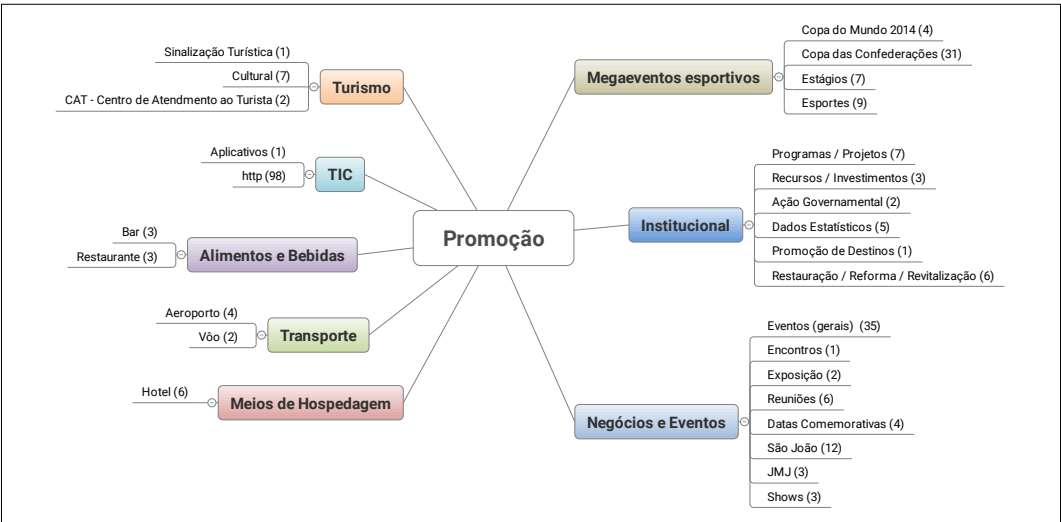 Promoção
Turismo
Sinalização Turística (1)
Cultural (7)
CAT - Centro de Atendmento ao Turista (2)
TIC
Aplicativos (1)
http (98)
Alimentos e Bebidas
Bar (3)
Restaurante (3)
Transporte
Aeroporto (4)
Vôo (2)
Meios de Hospedagem
Hotel (6)
Megaeventos esportivos
Copa do Mundo 2014 (4)
Copa das Confederações (31)
Estágios (7)
Esportes (9)
Institucional
Programas / Projetos (7)
Recursos / Investimentos (3)
Ação Governamental (2)
Dados Estatísticos (5)
Promoção de Destinos (1)
Restauração / Reforma / Revitalização (6)
Negócios e Eventos
Eventos (gerais) (35)
Encontros (1)
Exposição (2)
Reuniões (6)
Datas Comemorativas (4)
São João (12)
JMJ (3)
Shows (3)